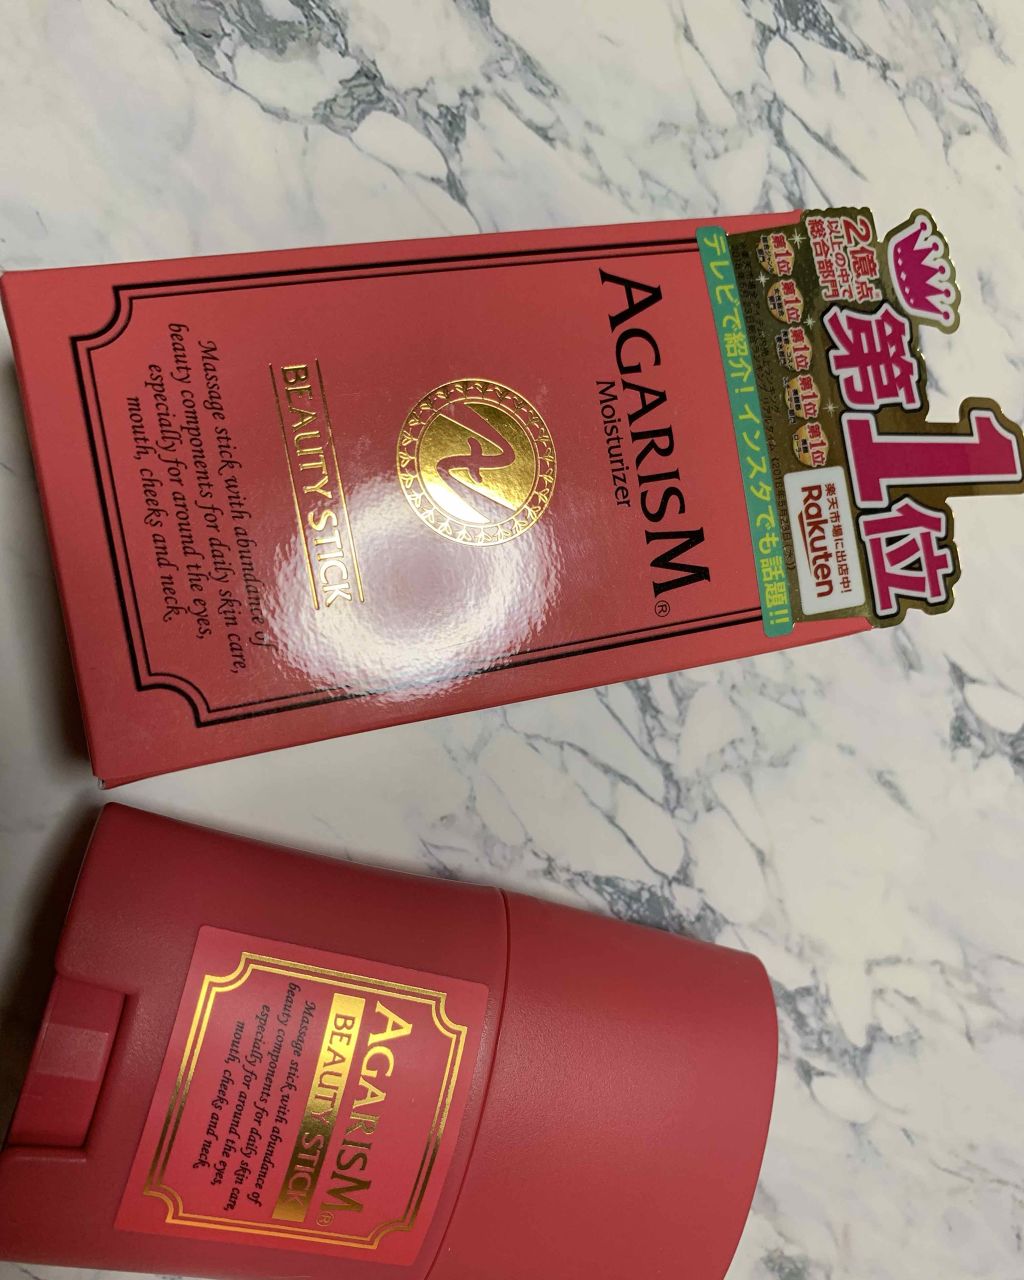 2億点
以上の中で
総合部門
第1位
第1位
第1位
第1位
第1位
第1位
楽天市場に出店中!
Rakuten
テレビで紹介!インスタでも話題!!
AGARISM®
Moisturizer
A
BEAUTY STICK
Massage stick with abundance of
beauty components for daily skin care,
especially for around the eyes,
mouth, cheeks and neck.
AGARISM®
BEAUTY STICK
Massage stick with abundance of
beauty components for daily skin care,
especially for around the eyes,
mouth, cheeks and neck.